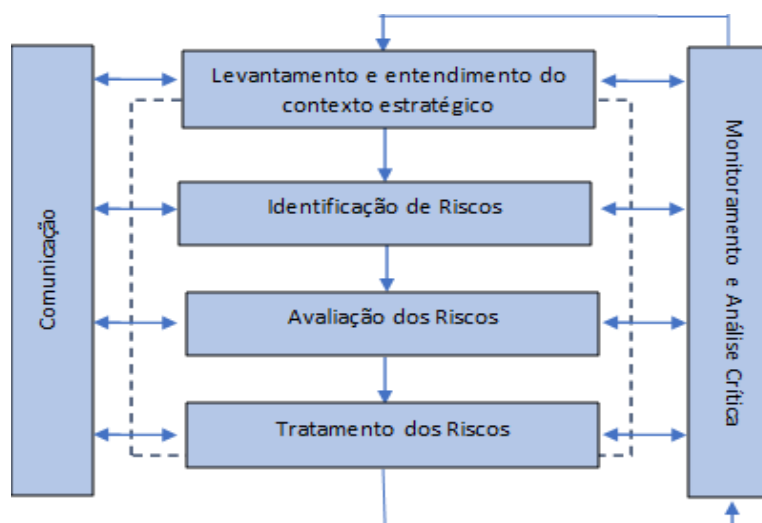 Levantamento e entendimento do
contexto estratégico
Identificação de Riscos
Avaliação dos Riscos
Tratamento dos Riscos
Comunicação
Monitoramento e Análise Crítica